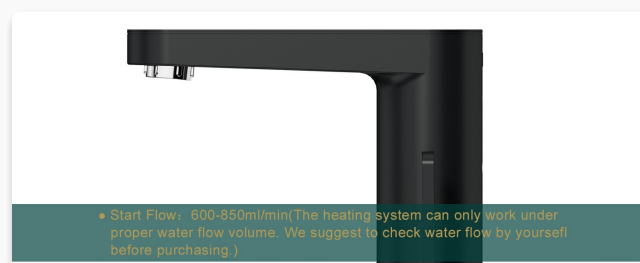 ● Start Flow：600-850ml/min(The heating system can only work under
proper water flow volume. We suggest to check water flow by yoursefl
before purchasing.)